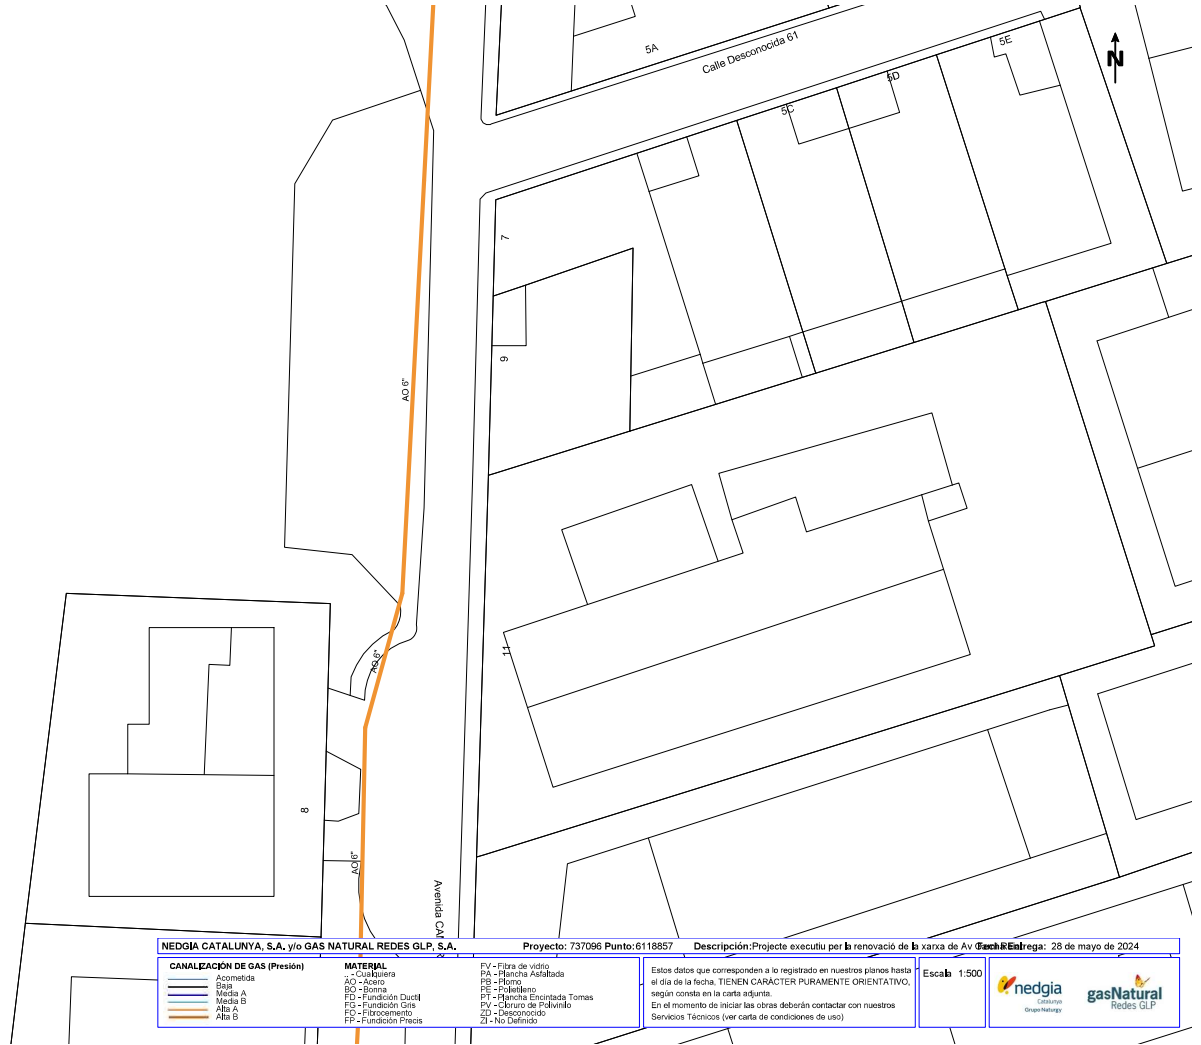 5A
Calle Desconocida 61
5E
N
5D
5C
7
9
AO 6"
11
AO 6"
8
AO 6"
NEDGIA CATALUNYA, S.A. y/o GAS NATURAL REDES GLP, S.A.
Proyecto: 737096 Punto:6118857
Descripción:Projecte executiu per la renovació de la xarxa de Av
Entrega: 28 de mayo de 2024
CANALIZACIÓN DE GAS (Presión)
Acometida
Baja
Media A
Media B
Alta A
Alta B
MATERIAL
.. - Cualquiera
AO - Acero
BO - Bonna
FD - Fundición Ductil
FG - Fundición Gris
FO - Fibrocemento
FP - Fundición Precis
FV - Fibra de vidrio
PA - Plancha Asfaltada
PB - Plomo
PE - Polietileno
PT - Plancha Encintada Tomas
PV - Cloruro de Polivinilo
ZD - Desconocido
ZI - No Definido
Estos datos que corresponden a lo registrado en nuestros planos hasta
el día de la fecha, TIENEN CARÁCTER PURAMENTE ORIENTATIVO,
según consta en la carta adjunta.
En el momento de iniciar las obras deberán contactar con nuestros
Servicios Técnicos (ver carta de condiciones de uso)
Escala 1:500
nedgia
Catalunya
Grupo Naturgy
gasNatural
Redes GLP
Avenida